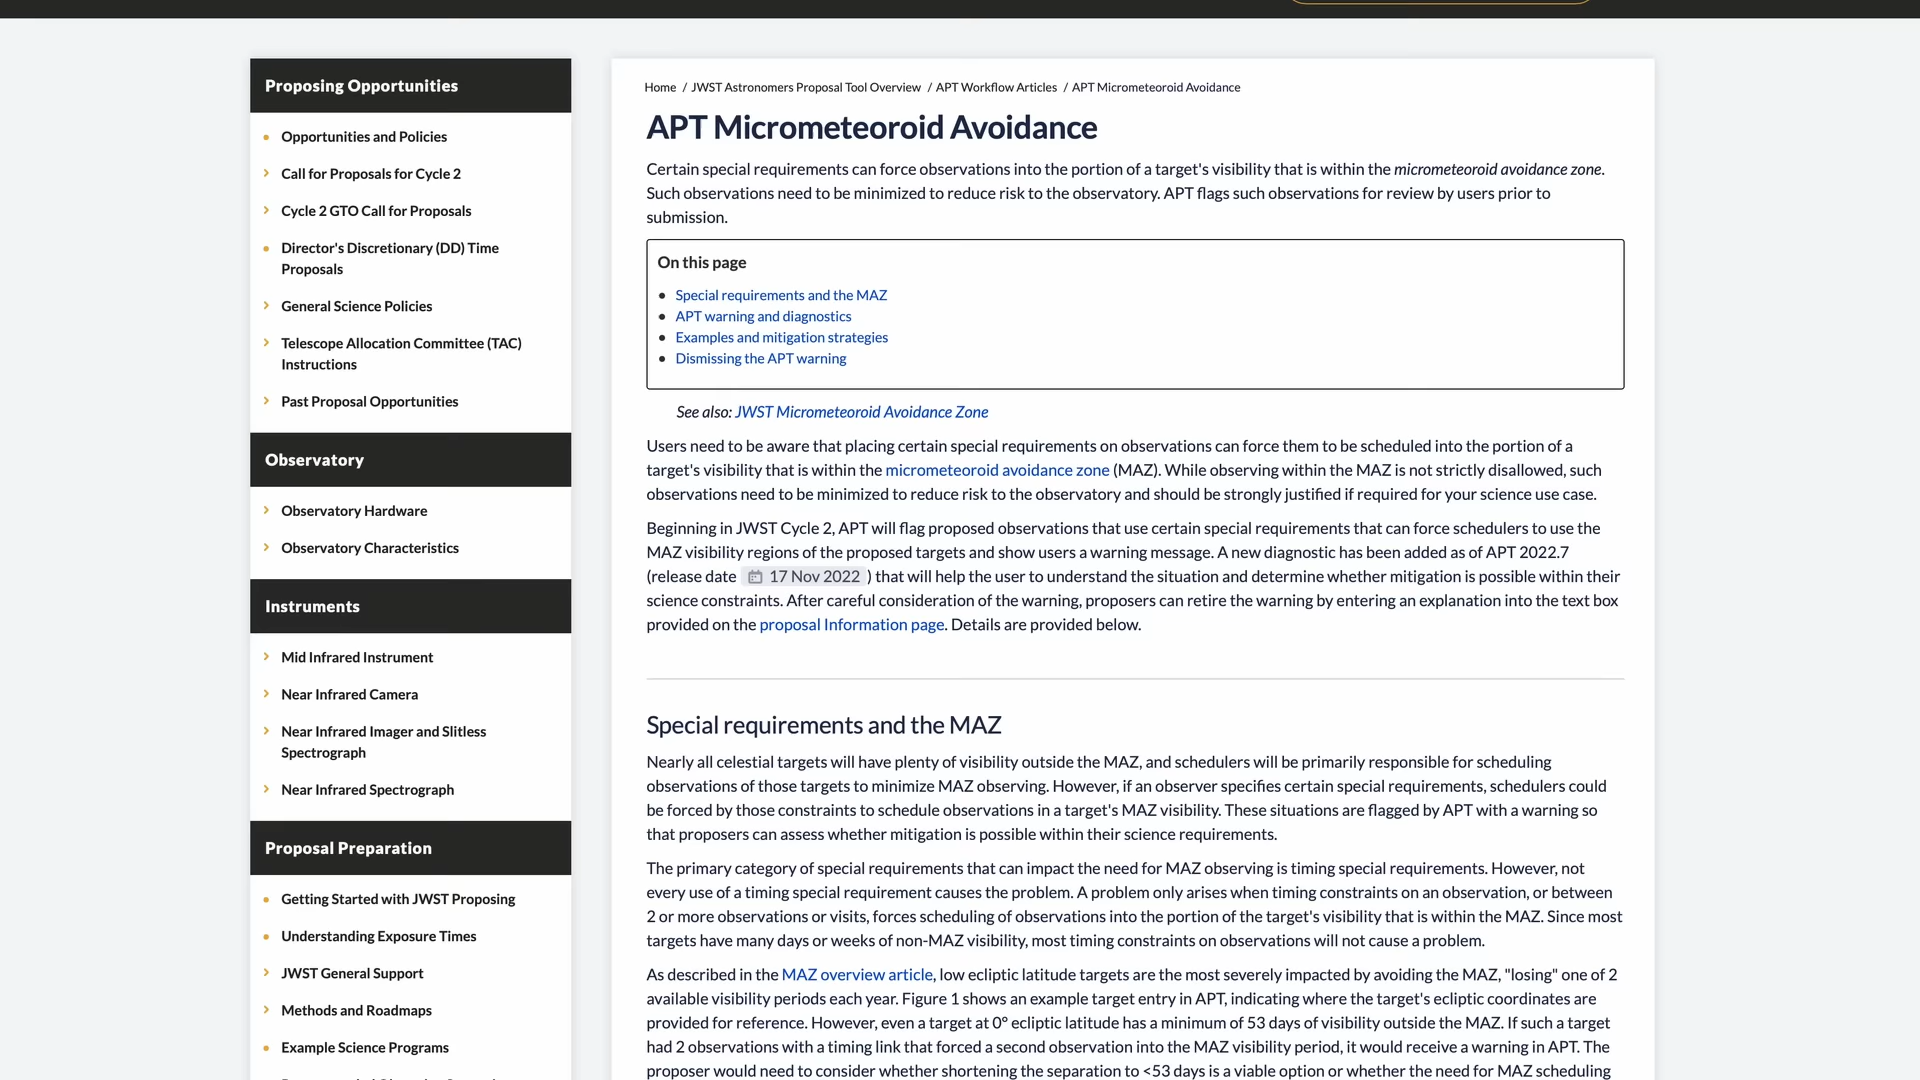 Proposing Opportunities
Opportunities and Policies
Call for Proposals for Cycle 2
Cycle 2 GTO Call for Proposals
Director's Discretionary (DD) Time
Proposals
General Science Policies
Telescope Allocation Committee (TAC)
Instructions
Past Proposal Opportunities
Observatory
Observatory Hardware
Observatory Characteristics
Instruments
Mid Infrared Instrument
Near Infrared Camera
Near Infrared Imager and Slitless
Spectrograph
Near Infrared Spectrograph
Proposal Preparation
Getting Started with JWST Proposing
Understanding Exposure Times
JWST General Support
Methods and Roadmaps
Example Science Programs
Home / JWST Astronomers Proposal Tool Overview / APT Workflow Articles / APT Micrometeoroid Avoidance
APT Micrometeoroid Avoidance
Certain special requirements can force observations into the portion of a target's visibility that is within the micrometeoroid avoidance zone.
Such observations need to be minimized to reduce risk to the observatory. APT flags such observations for review by users prior to
submission.
On this page
• Special requirements and the MAZ
• APT warning and diagnostics
• Examples and mitigation strategies
• Dismissing the APT warning
See also: JWST Micrometeoroid Avoidance Zone
Users need to be aware that placing certain special requirements on observations can force them to be scheduled into the portion of a
target's visibility that is within the micrometeoroid avoidance zone (MAZ). While observing within the MAZ is not strictly disallowed, such
observations need to be minimized to reduce risk to the observatory and should be strongly justified if required for your science use case.
Beginning in JWST Cycle 2, APT will flag proposed observations that use certain special requirements that can force schedulers to use the
MAZ visibility regions of the proposed targets and show users a warning message. A new diagnostic has been added as of APT 2022.7
(release date 17 Nov 2022 ) that will help the user to understand the situation and determine whether mitigation is possible within their
science constraints. After careful consideration of the warning, proposers can retire the warning by entering an explanation into the text box
provided on the proposal Information page. Details are provided below.
Special requirements and the MAZ
Nearly all celestial targets will have plenty of visibility outside the MAZ, and schedulers will be primarily responsible for scheduling
observations of those targets to minimize MAZ observing. However, if an observer specifies certain special requirements, schedulers could
be forced by those constraints to schedule observations in a target's MAZ visibility. These situations are flagged by APT with a warning so
that proposers can assess whether mitigation is possible within their science requirements.
The primary category of special requirements that can impact the need for MAZ observing is timing special requirements. However, not
every use of a timing special requirement causes the problem. A problem only arises when timing constraints on an observation, or between
2 or more observations or visits, forces scheduling of observations into the portion of the target's visibility that is within the MAZ. Since most
targets have many days or weeks of non-MAZ visibility, most timing constraints on observations will not cause a problem.
As described in the MAZ overview article, low ecliptic latitude targets are the most severely impacted by avoiding the MAZ, "losing" one of 2
available visibility periods each year. Figure 1 shows an example target entry in APT, indicating where the target's ecliptic coordinates are
provided for reference. However, even a target at 0° ecliptic latitude has a minimum of 53 days of visibility outside the MAZ. If such a target
had 2 observations with a timing link that forced a second observation into the MAZ visibility period, it would receive a warning in APT. The
proposer would need to consider whether shortening the separation to <53 days is a viable option or whether the need for MAZ scheduling